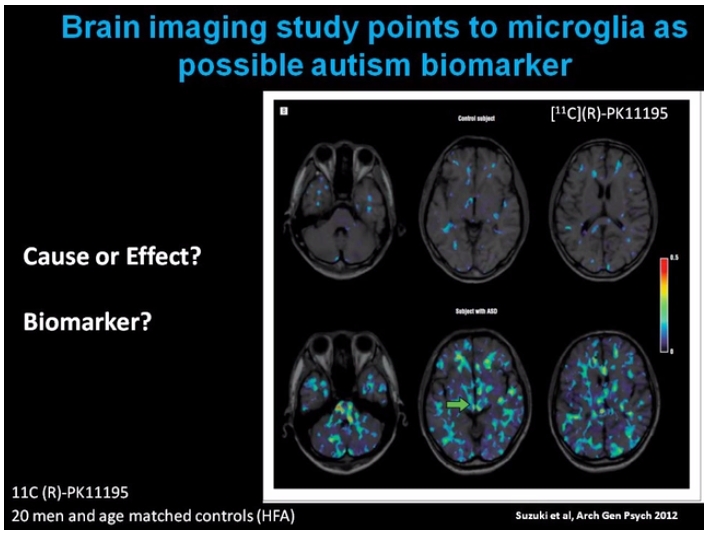 Brain imaging study points to microglia as
possible autism biomarker
B
Control subject
[¹¹C](R)-PK11195
Cause or Effect?
Biomarker?
0.5
0
Subject with ASD
11C (R)-PK11195
20 men and age matched controls (HFA)
Suzuki et al, Arch Gen Psych 2012